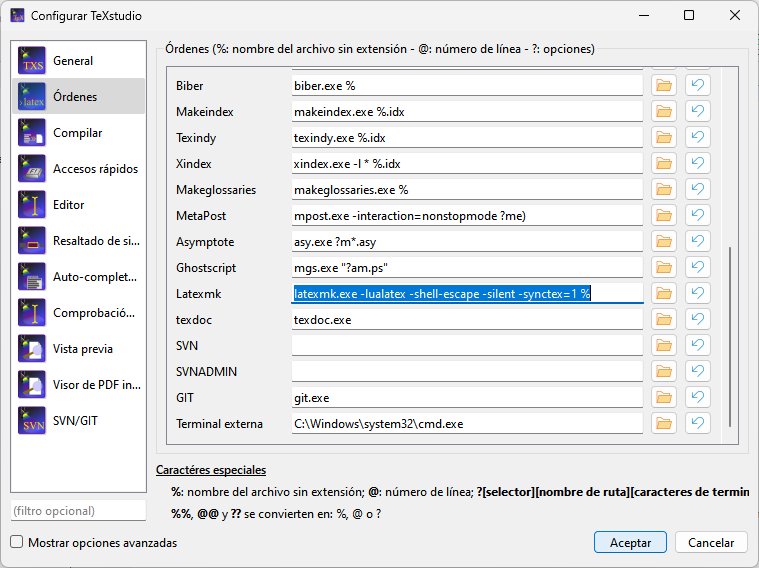 Configurar TeXstudio
General
Órdenes
Compilar
Accesos rápidos
Editor
Resaltado de si...
Auto-complet...
Comprobació...
Vista previa
Visor de PDF in...
SVN/GIT
(filtro opcional)
Mostrar opciones avanzadas
Órdenes (%: nombre del archivo sin extensión - @: número de línea - ?: opciones)
Biber biber.exe %
Makeindex makeindex.exe %.idx
Texindy texindy.exe %.idx
Xindex xindex.exe -l * %.idx
Makeglossaries makeglossaries.exe %
MetaPost mpost.exe -interaction=nonstopmode ?me)
Asymptote asy.exe ?m*.asy
Ghostscript mgs.exe "?am.ps"
Latexmk latexmk.exe -lualatex -shell-escape -silent -synctex=1 %
texdoc texdoc.exe
SVN
SVNADMIN
GIT git.exe
Terminal externa C:\Windows\system32\cmd.exe
Caractéres especiales
%: nombre del archivo sin extensión; @: número de línea; ?[selector][nombre de ruta][caracteres de termin
%%, @@ y ?? se convierten en: %, @ o ?
Aceptar
Cancelar